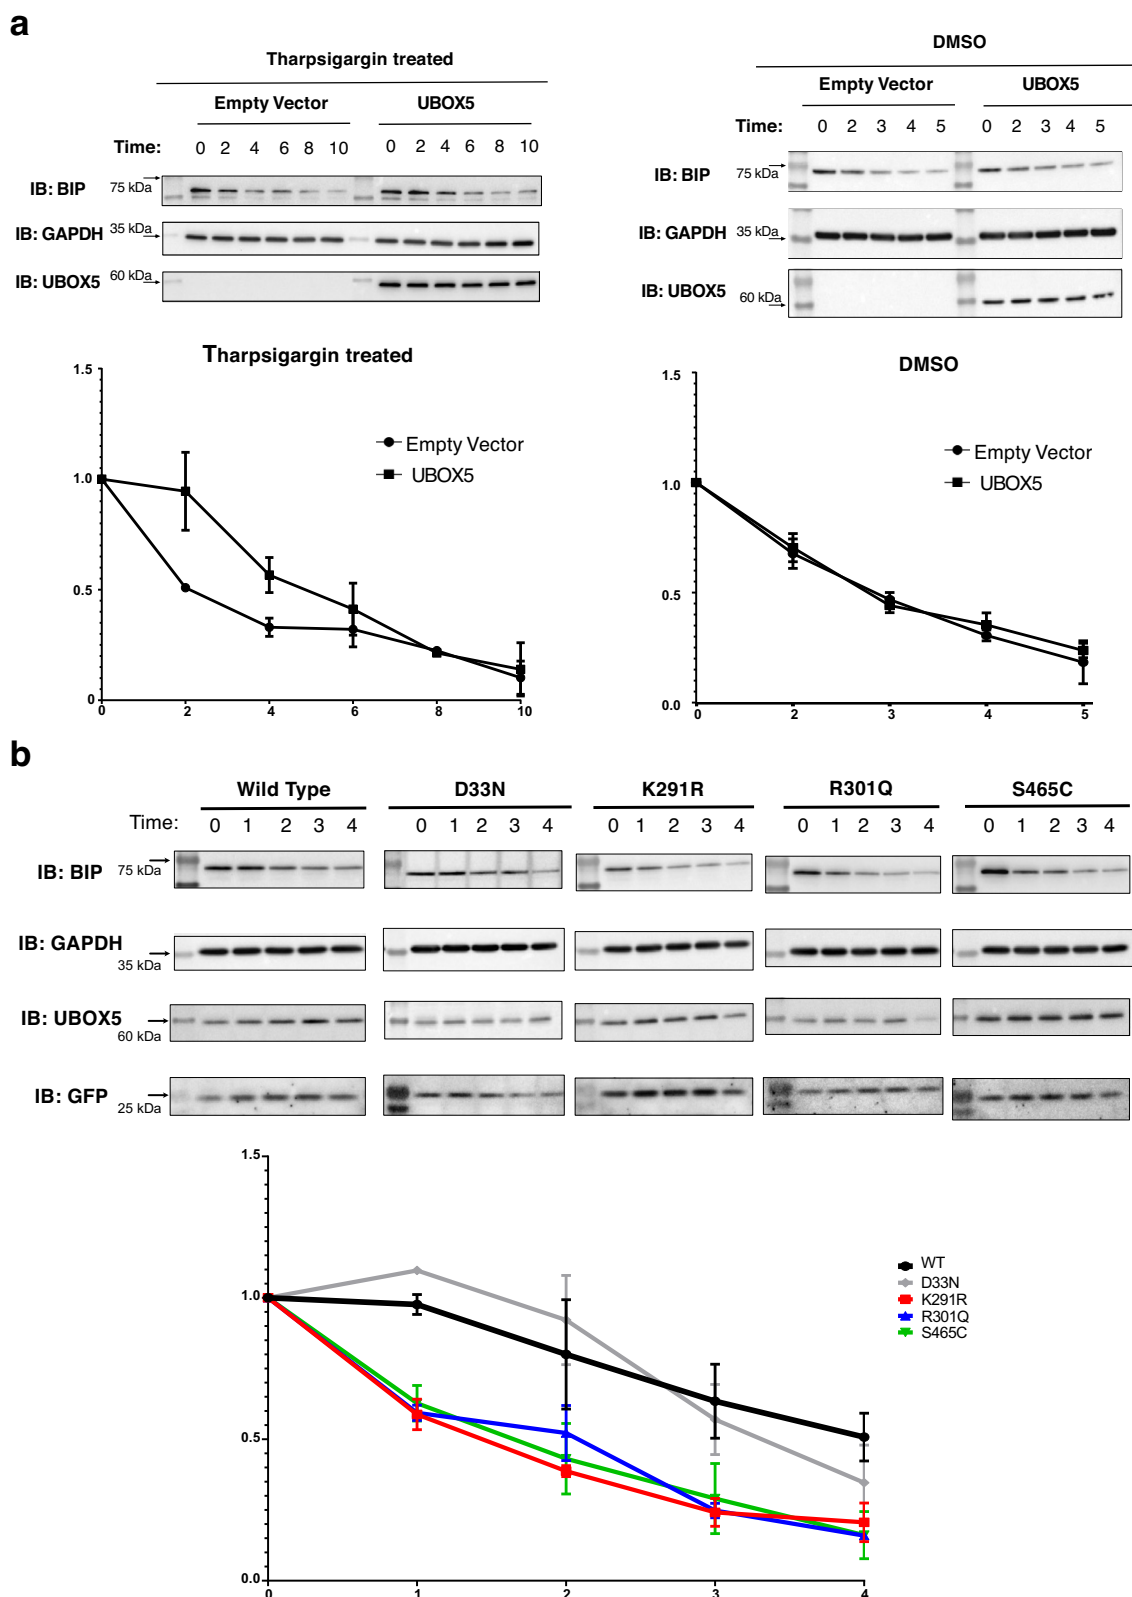 a
Tharpsigargin treated
Empty Vector UBOX5
Time: 0 2 4 6 8 10 0 2 4 6 8 10
IB: BIP 75 kDa
IB: GAPDH 35 kDa
IB: UBOX5 60 kDa
DMSO
Empty Vector UBOX5
Time: 0 2 3 4 5 0 2 3 4 5
IB: BIP 75 kDa
IB: GAPDH 35 kDa
IB: UBOX5 60 kDa
Tharpsigargin treated
1.5
1.0
0.5
0
0 2 4 6 8 10
Empty Vector
UBOX5
DMSO
1.5
1.0
0.5
0.0
0 2 3 4 5
Empty Vector
UBOX5
b
Wild Type D33N K291R R301Q S465C
Time: 0 1 2 3 4 0 1 2 3 4 0 1 2 3 4 0 1 2 3 4 0 1 2 3 4
IB: BIP 75 kDa
IB: GAPDH 35 kDa
IB: UBOX5 60 kDa
IB: GFP 25 kDa
1.5
1.0
0.5
0.0
0 1 2 3 4
WT
D33N
K291R
R301Q
S465C